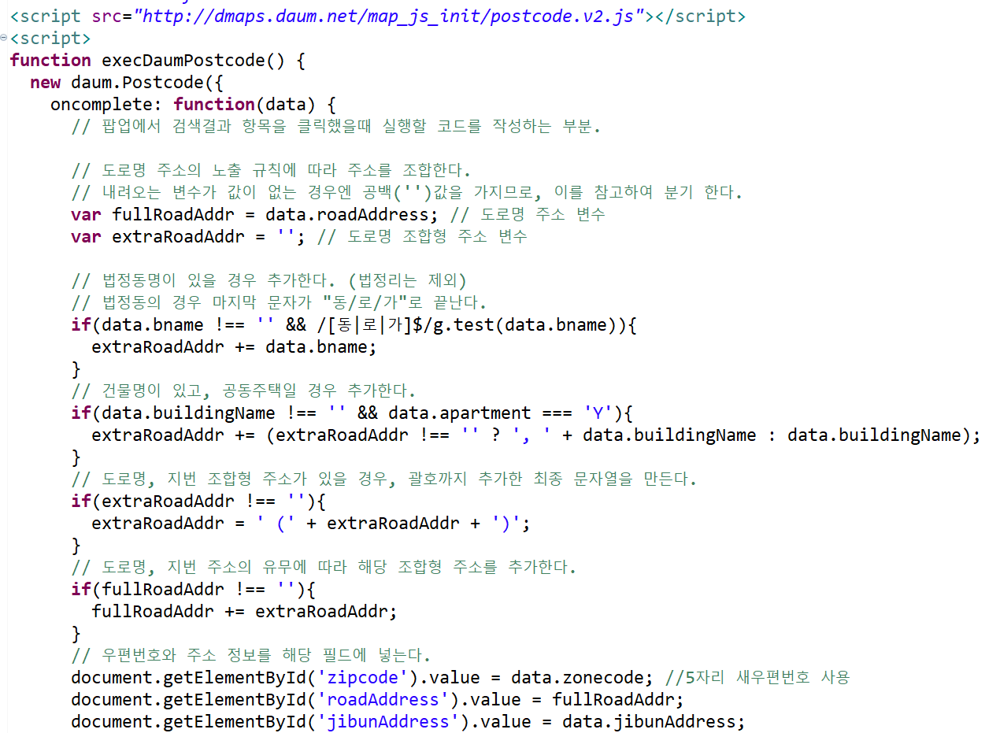 <script src="http://dmaps.daum.net/map_js_init/postcode.v2.js"></script>
<script>
function execDaumPostcode() {
  new daum.Postcode({
    oncomplete: function(data) {
      // 팝업에서 검색결과 항목을 클릭했을때 실행할 코드를 작성하는 부분.

      // 도로명 주소의 노출 규칙에 따라 주소를 조합한다.
      // 내려오는 변수가 값이 없는 경우엔 공백('')값을 가지므로, 이를 참고하여 분기 한다.
      var fullRoadAddr = data.roadAddress; // 도로명 주소 변수
      var extraRoadAddr = ''; // 도로명 조합형 주소 변수

      // 법정동명이 있을 경우 추가한다. (법정리는 제외)
      // 법정동의 경우 마지막 문자가 "동/로/가"로 끝난다.
      if(data.bname !== '' && /[동|로|가]$/g.test(data.bname)){
        extraRoadAddr += data.bname;
      }
      // 건물명이 있고, 공동주택일 경우 추가한다.
      if(data.buildingName !== '' && data.apartment === 'Y'){
        extraRoadAddr += (extraRoadAddr !== '' ? ', ' + data.buildingName : data.buildingName);
      }
      // 도로명, 지번 조합형 주소가 있을 경우, 괄호까지 추가한 최종 문자열을 만든다.
      if(extraRoadAddr !== ''){
        extraRoadAddr = ' (' + extraRoadAddr + ')';
      }
      // 도로명, 지번 주소의 유무에 따라 해당 조합형 주소를 추가한다.
      if(fullRoadAddr !== ''){
        fullRoadAddr += extraRoadAddr;
      }
      // 우편번호와 주소 정보를 해당 필드에 넣는다.
      document.getElementById('zipcode').value = data.zonecode; //5자리 새우편번호 사용
      document.getElementById('roadAddress').value = fullRoadAddr;
      document.getElementById('jibunAddress').value = data.jibunAddress;